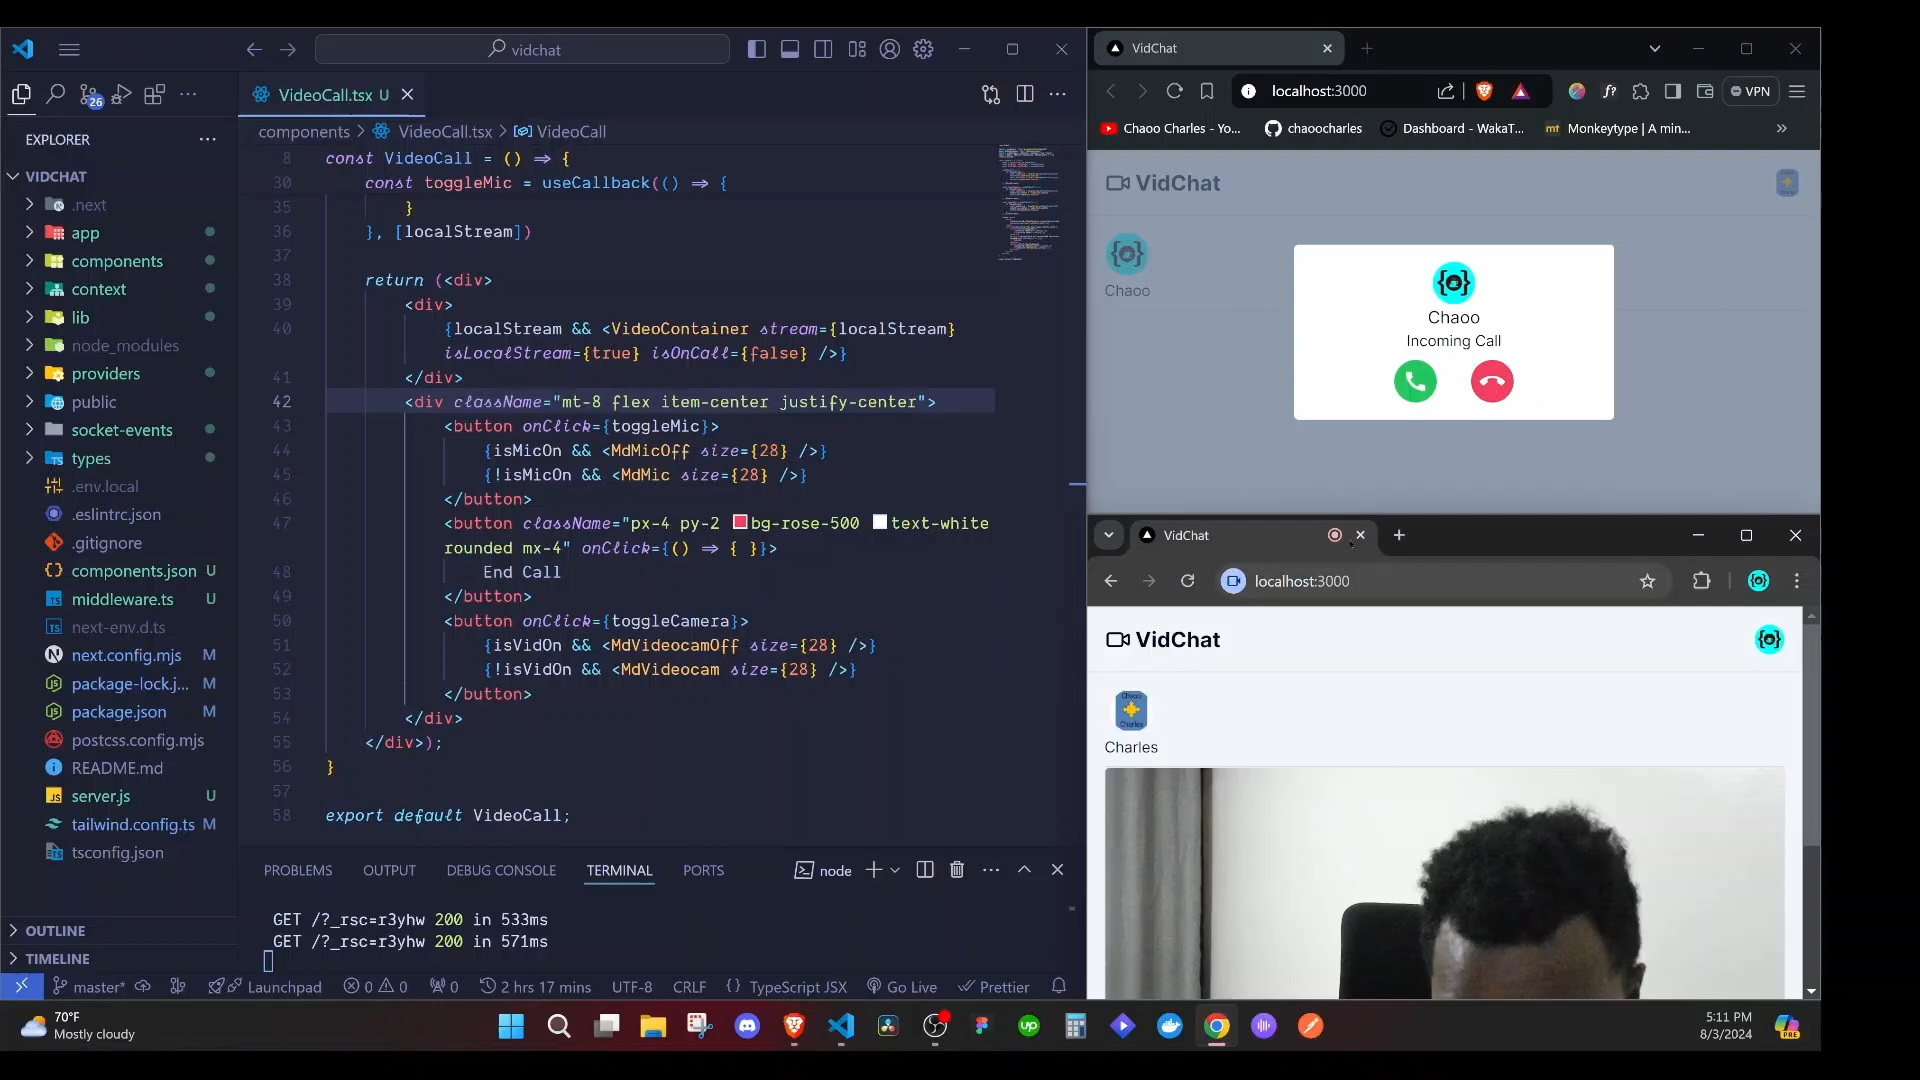 vidchat
VideoCall.tsx U
26
EXPLORER
components > VideoCall.tsx > VideoCall
VIDCHAT
.next
app
components
context
lib
node_modules
providers
public
socket-events
types
.env.local
.eslintrc.json
.gitignore
components.json U
middleware.ts U
next-env.d.ts
next.config.mjs M
package-lock.j... M
package.json M
postcss.config.mjs
README.md
server.js U
tailwind.config.ts M
tsconfig.json
OUTLINE
TIMELINE
8 const VideoCall = () => {
30 const toggleMic = useCallback(() => {
35 }
36 }, [localStream])
37
38 return (<div>
39 <div>
40 {localStream && <VideoContainer stream={localStream}
isLocalStream={true} isOnCall={false} />}
41 </div>
42 <div className="mt-8 flex item-center justify-center">
43 <button onClick={toggleMic}>
44 {isMicOn && <MdMicOff size={28} />}
45 {!isMicOn && <MdMic size={28} />}
46 </button>
47 <button className="px-4 py-2 bg-rose-500 text-white
rounded mx-4" onClick={() => { }}>
48 End Call
49 </button>
50 <button onClick={toggleCamera}>
51 {isVidOn && <MdVideocamOff size={28} />}
52 {!isVidOn && <MdVideocam size={28} />}
53 </button>
54 </div>
55 </div>);
56 }
57
58 export default VideoCall;
PROBLEMS OUTPUT DEBUG CONSOLE TERMINAL PORTS node
GET /?_rsc=r3yhw 200 in 533ms
GET /?_rsc=r3yhw 200 in 571ms
master* Launchpad 0 0 0 2 hrs 17 mins UTF-8 CRLF {} TypeScript JSX Go Live Prettier
VidChat
localhost:3000 f? VPN
Chaoo Charles - Yo... chaoocharles Dashboard - WakaT... mt Monkeytype | A min...
VidChat
Chaoo
Chaoo
Incoming Call
VidChat
localhost:3000
VidChat
Chaoo
Charles
Charles
70°F
Mostly cloudy
up
5:11 PM
8/3/2024
PRE